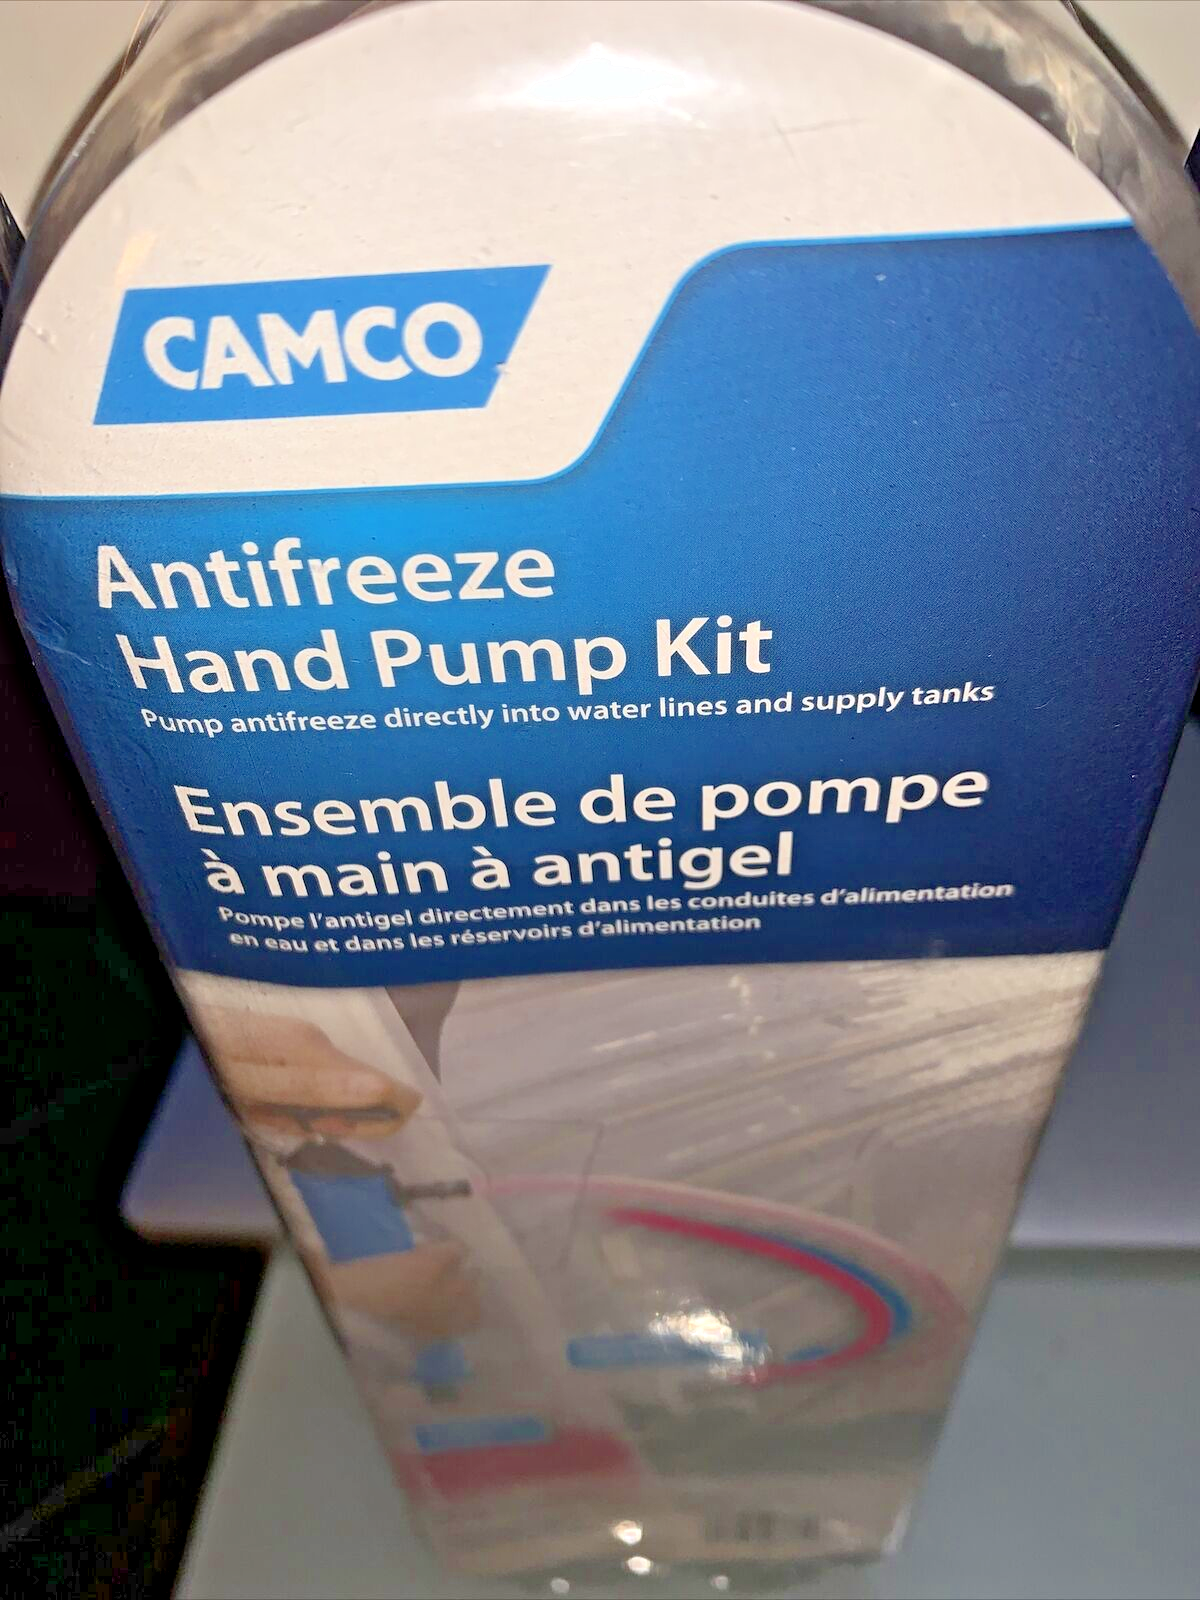 CAMCO
Antifreeze
Hand Pump Kit
Pump antifreeze directly into water lines and supply tanks
Ensemble de pompe
à main à antigel
Pompe l'antigel directement dans les conduites d'alimentation
en eau et dans les réservoirs d'alimentation